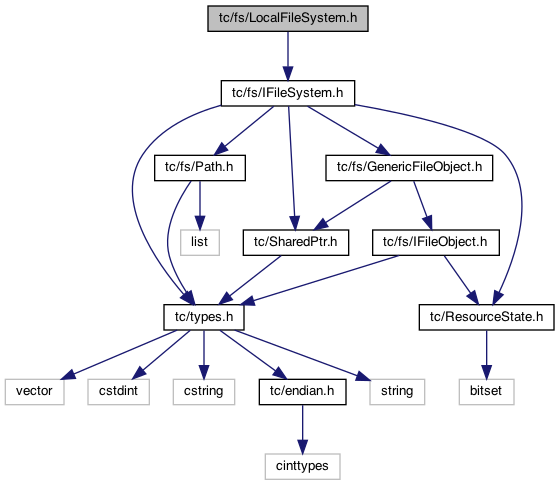 tc/fs/LocalFileSystem.h
tc/fs/IFileSystem.h
tc/fs/Path.h
tc/fs/GenericFileObject.h
list
tc/SharedPtr.h
tc/fs/IFileObject.h
tc/types.h
tc/ResourceState.h
vector
cstdint
cstring
tc/endian.h
string
bitset
cinttypes